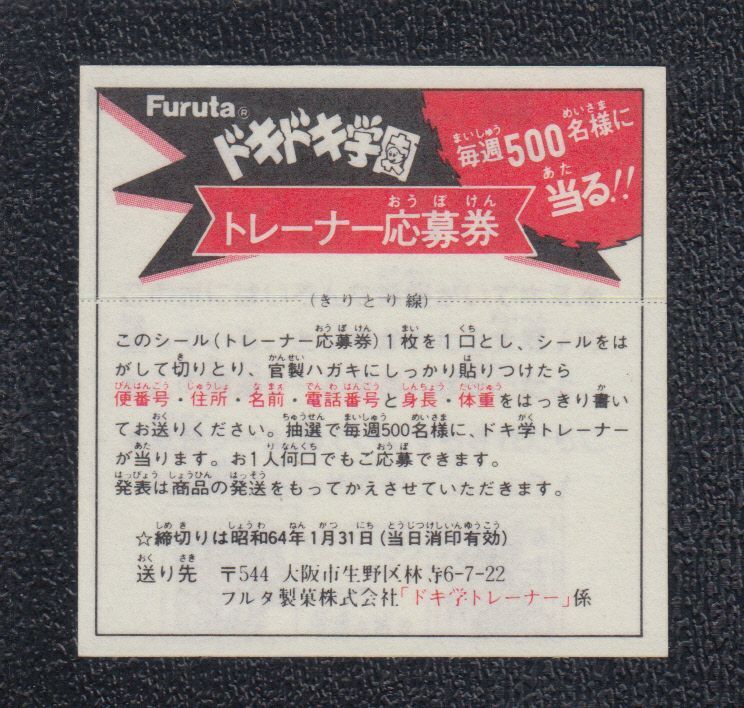 Furuta®
ドキドキ学園
まいしゅう めいさま
毎週500名様に
あた
当る!!
おうぼけん
トレーナー応募券
(きりとり線)
おうぼけん まい くち
このシール(トレーナー応募券)1枚を1口とし、シールをは
き かんせい は
がして切りとり、官製ハガキにしっかり貼りつけたら
びんばんこう じゅうしょ なまえ でんわばんごう しんちょう たいじゅう か
便番号・住所・名前・電話番号と身長・体重をはっきり書い
おく ちゅうせん まいしゅう めいさま がく
てお送りください。抽選で毎週500名様に、ドキ学トレーナー
あた りなんくち おうぼ
が当ります。お1人何口でもご応募できます。
はっぴょう しょうひん はっそう
発表は商品の発送をもってかえさせていただきます。
しめき しょうわ ねん がつ にち とうじつけしいんゆうこう
☆締切りは昭和64年1月31日(当日消印有効)
おく さき
送り先 〒544 大阪市生野区林寺6-7-22
フルタ製菓株式会社「ドキ学トレーナー」係